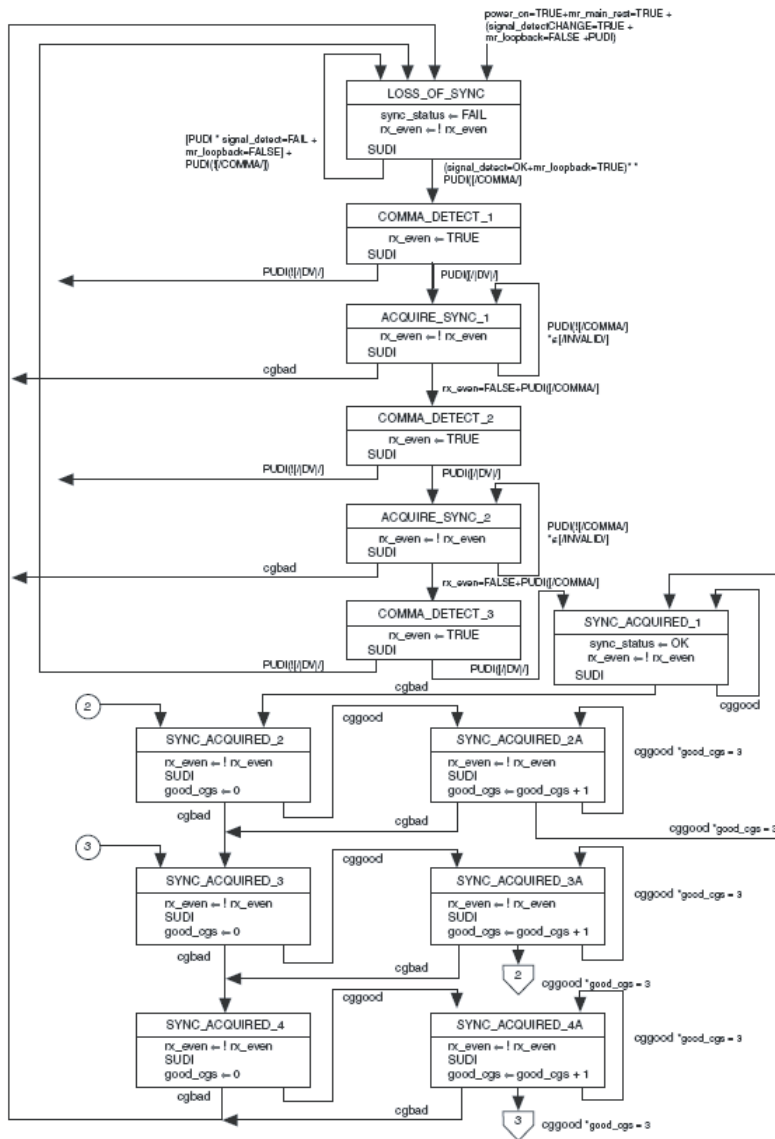 power_on=TRUE+mr_main_rest=TRUE +
(signal_detectCHANGE=TRUE +
mr_loopback=FALSE +PUDI)
LOSS_OF_SYNC
sync_status ⇐ FAIL
rx_even ⇐ ! rx_even
SUDI
[PUDI * signal_detect=FAIL +
mr_loopback=FALSE] +
PUDI(![/COMMA/])
(signal_detect=OK+mr_loopback=TRUE)* *
PUDI([/COMMA/]
COMMA_DETECT_1
rx_even ⇐ TRUE
SUDI
PUDI(![/|DV|/]
PUDI([/|DV|/]
ACQUIRE_SYNC_1
rx_even ⇐ ! rx_even
SUDI
PUDI(![/COMMA/]
*∉[/INVALID/]
cgbad
rx_even=FALSE+PUDI([/COMMA/]
COMMA_DETECT_2
rx_even ⇐ TRUE
SUDI
PUDI(![/|DV|/]
PUDI([/|DV|/]
ACQUIRE_SYNC_2
rx_even ⇐ ! rx_even
SUDI
PUDI(![/COMMA/]
*∉[/INVALID/]
cgbad
rx_even=FALSE+PUDI([/COMMA/]
COMMA_DETECT_3
rx_even ⇐ TRUE
SUDI
PUDI(![/|DV|/]
PUDI([/|DV|/]
SYNC_ACQUIRED_1
sync_status ⇐ OK
rx_even ⇐ ! rx_even
SUDI
cgbad
cggood
2
SYNC_ACQUIRED_2
rx_even ⇐ ! rx_even
SUDI
good_cgs ⇐ 0
cggood
SYNC_ACQUIRED_2A
rx_even ⇐ ! rx_even
SUDI
good_cgs ⇐ good_cgs + 1
cggood *good_cgs = 3
cgbad
cgbad
cggood *good_cgs = 3
3
SYNC_ACQUIRED_3
rx_even ⇐ ! rx_even
SUDI
good_cgs ⇐ 0
cggood
SYNC_ACQUIRED_3A
rx_even ⇐ ! rx_even
SUDI
good_cgs ⇐ good_cgs + 1
cggood *good_cgs = 3
cgbad
cgbad
2
cggood *good_cgs = 3
SYNC_ACQUIRED_4
rx_even ⇐ ! rx_even
SUDI
good_cgs ⇐ 0
cggood
SYNC_ACQUIRED_4A
rx_even ⇐ ! rx_even
SUDI
good_cgs ⇐ good_cgs + 1
cggood *good_cgs = 3
cgbad
cgbad
3
cggood *good_cgs = 3